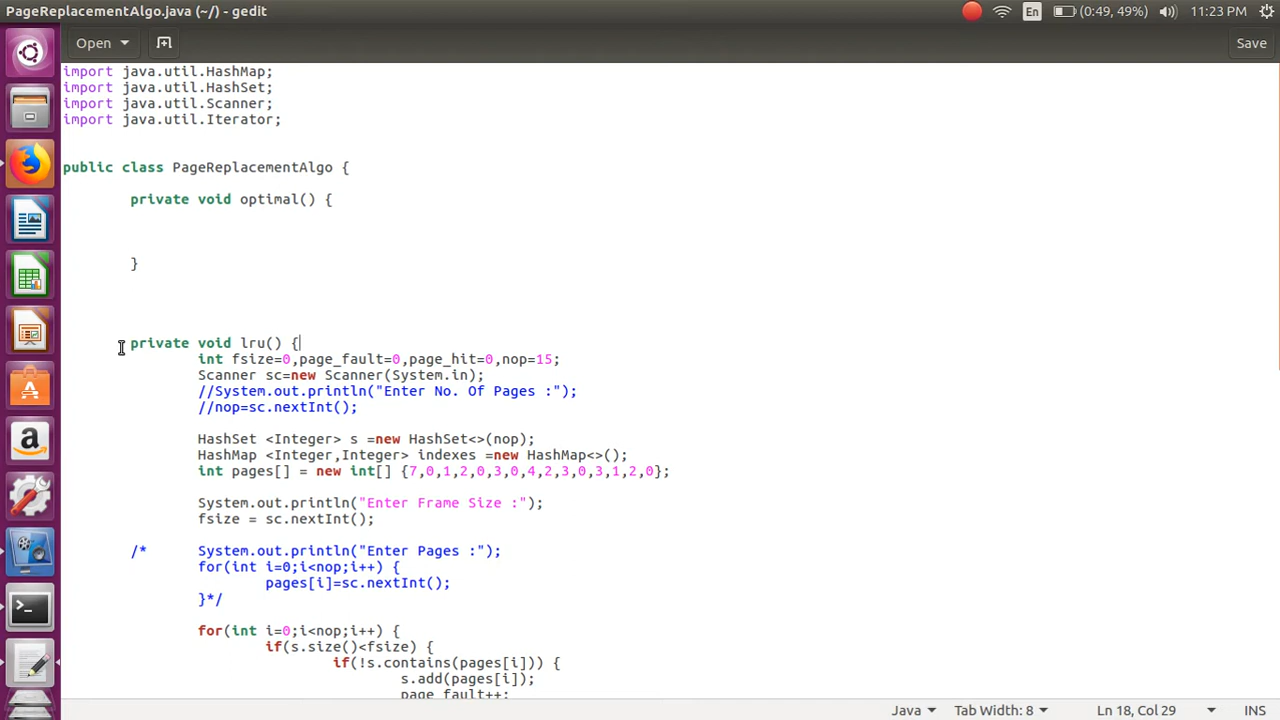 PageReplacementAlgo.java (~/) - gedit
En (0:49, 49%) 11:23 PM
Open Save
import java.util.HashMap;
import java.util.HashSet;
import java.util.Scanner;
import java.util.Iterator;
public class PageReplacementAlgo {
private void optimal() {
}
private void lru() {
int fsize=0,page_fault=0,page_hit=0,nop=15;
Scanner sc=new Scanner(System.in);
//System.out.println("Enter No. Of Pages :");
//nop=sc.nextInt();
HashSet <Integer> s =new HashSet<>(nop);
HashMap <Integer,Integer> indexes =new HashMap<>();
int pages[] = new int[] {7,0,1,2,0,3,0,4,2,3,0,3,1,2,0};
System.out.println("Enter Frame Size :");
fsize = sc.nextInt();
/* System.out.println("Enter Pages :");
for(int i=0;i<nop;i++) {
pages[i]=sc.nextInt();
}*/
for(int i=0;i<nop;i++) {
if(s.size()<fsize) {
if(!s.contains(pages[i])) {
s.add(pages[i]);
page_fault++;
Java Tab Width: 8 Ln 18, Col 29 INS